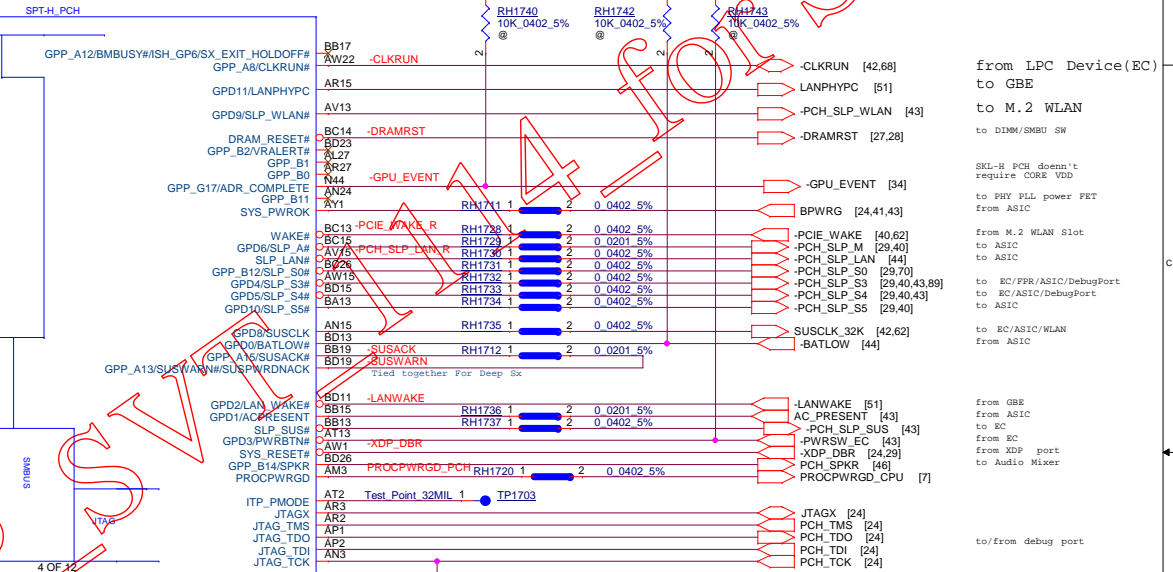 SPT-H_PCH
RH1740
10K_0402_5%
@
RH1742
10K_0402_5%
@
RH1743
10K_0402_5%
@
2
2
2
GPP_A12/BMBUSY#/ISH_GP6/SX_EXIT_HOLDOFF# BB17
GPP_A8/CLKRUN# AW22 -CLKRUN -CLKRUN [42,68] from LPC Device(EC)
GPD11/LANPHYPC AR15 LANPHYPC [51] to GBE
GPD9/SLP_WLAN# AV13 -PCH_SLP_WLAN [43] to M.2 WLAN
DRAM_RESET# BC14 -DRAMRST -DRAMRST [27,28] to DIMM/SMBU SW
GPP_B2/VRALERT# BD23
GPP_B1 AL27
GPP_B0 AR27
SKL-H PCH doenn't
require CORE VDD
GPP_G17/ADR_COMPLETE N44 -GPU_EVENT -GPU_EVENT [34]
GPP_B11 AN24 to PHY PLL power FET
SYS_PWROK AY1 RH1711 1 2 0_0402_5% BPWRG [24,41,43] from ASIC
WAKE# BC13 -PCIE_WAKE_R RH1728 1 2 0_0402_5% -PCIE_WAKE [40,62] from M.2 WLAN Slot
GPD6/SLP_A# BC15 RH1729 1 2 0_0201_5% -PCH_SLP_M [29,40] to ASIC
SLP_LAN# AV15 -PCH_SLP_LAN_R RH1730 1 2 0_0402_5% -PCH_SLP_LAN [44] to ASIC
GPP_B12/SLP_S0# BC26 RH1731 1 2 0_0402_5% -PCH_SLP_S0 [29,70]
GPD4/SLP_S3# AW15 RH1732 1 2 0_0402_5% -PCH_SLP_S3 [29,40,43,89] to EC/FPR/ASIC/DebugPort
GPD5/SLP_S4# BD15 RH1733 1 2 0_0402_5% -PCH_SLP_S4 [29,40,43] to EC/ASIC/DebugPort
GPD10/SLP_S5# BA13 RH1734 1 2 0_0402_5% -PCH_SLP_S5 [29,40] to ASIC
GPD8/SUSCLK AN15 RH1735 1 2 0_0402_5% SUSCLK_32K [42,62] to EC/ASIC/WLAN
GPD0/BATLOW# BD13 -BATLOW [44] from ASIC
GPP_A15/SUSACK# BB19 -SUSACK RH1712 1 2 0_0201_5%
GPP_A13/SUSWARN#/SUSPWRDNACK BD19 -SUSWARN
Tied together For Deep Sx
GPD2/LAN_WAKE# BD11 -LANWAKE -LANWAKE [51] from GBE
GPD1/ACPRESENT BB15 RH1736 1 2 0_0201_5% AC_PRESENT [43] from ASIC
SLP_SUS# BB13 RH1737 1 2 0_0402_5% -PCH_SLP_SUS [43] to EC
GPD3/PWRBTN# AT13 -PWRSW_EC [43] from EC
SYS_RESET# AW1 -XDP_DBR -XDP_DBR [24,29] from XDP port
GPP_B14/SPKR BD26 PCH_SPKR [46] to Audio Mixer
PROCPWRGD AM3 PROCPWRGD_PCH RH1720 1 2 0_0402_5% PROCPWRGD_CPU [7]
ITP_PMODE AT2 Test_Point_32MIL 1 TP1703
JTAGX AR3 JTAGX [24]
JTAG_TMS AR2 PCH_TMS [24]
JTAG_TDO AP1 PCH_TDO [24]
JTAG_TDI AP2 PCH_TDI [24] to/from debug port
JTAG_TCK AN3 PCH_TCK [24]
SMBUS
JTAG
4 OF 12
C